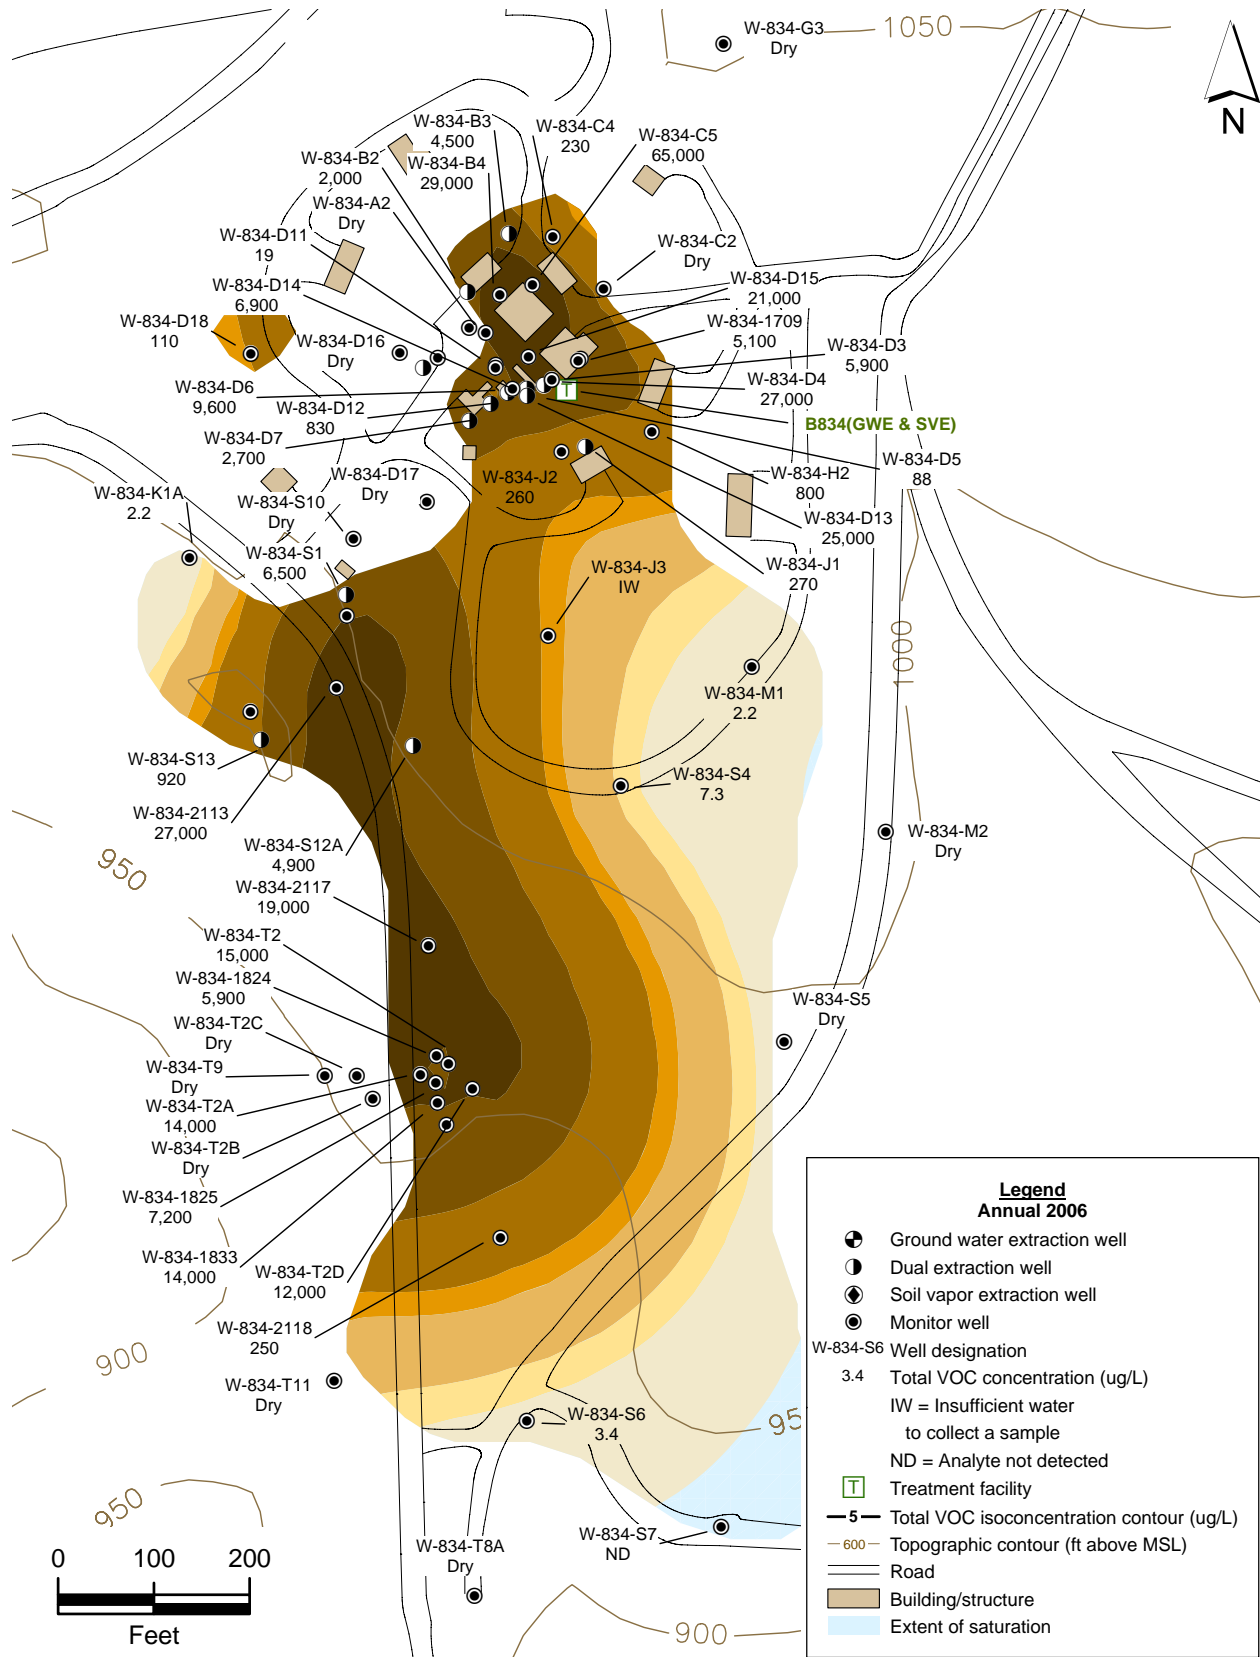 1050
W-834-G3
Dry
N
W-834-B3
4,500
W-834-C4
230
W-834-C5
65,000
W-834-B2
2,000
W-834-B4
29,000
W-834-A2
Dry
W-834-D11
19
W-834-C2
Dry
W-834-D14
6,900
W-834-D15
21,000
W-834-D18
110
W-834-D16
Dry
W-834-1709
5,100
W-834-D3
5,900
T
W-834-D6
9,600
W-834-D12
830
W-834-D4
27,000
B834(GWE & SVE)
W-834-D7
2,700
W-834-D5
88
W-834-D17
Dry
W-834-J2
260
W-834-H2
800
W-834-K1A
2.2
W-834-S10
Dry
W-834-D13
25,000
W-834-S1
6,500
W-834-J3
IW
W-834-J1
270
1000
W-834-M1
2.2
W-834-S13
920
W-834-S4
7.3
W-834-2113
27,000
W-834-M2
Dry
W-834-S12A
4,900
950
W-834-2117
19,000
W-834-T2
15,000
W-834-1824
5,900
W-834-S5
Dry
W-834-T2C
Dry
W-834-T9
Dry
W-834-T2A
14,000
W-834-T2B
Dry
W-834-1825
7,200
W-834-1833
14,000
W-834-T2D
12,000
W-834-2118
250
900
W-834-T11
Dry
W-834-S6
3.4
95
950
W-834-S7
ND
W-834-T8A
Dry
900
0 100 200
Feet
Legend
Annual 2006
Ground water extraction well
Dual extraction well
Soil vapor extraction well
Monitor well
W-834-S6 Well designation
3.4 Total VOC concentration (ug/L)
IW = Insufficient water
to collect a sample
ND = Analyte not detected
T Treatment facility
5 Total VOC isoconcentration contour (ug/L)
600 Topographic contour (ft above MSL)
Road
Building/structure
Extent of saturation